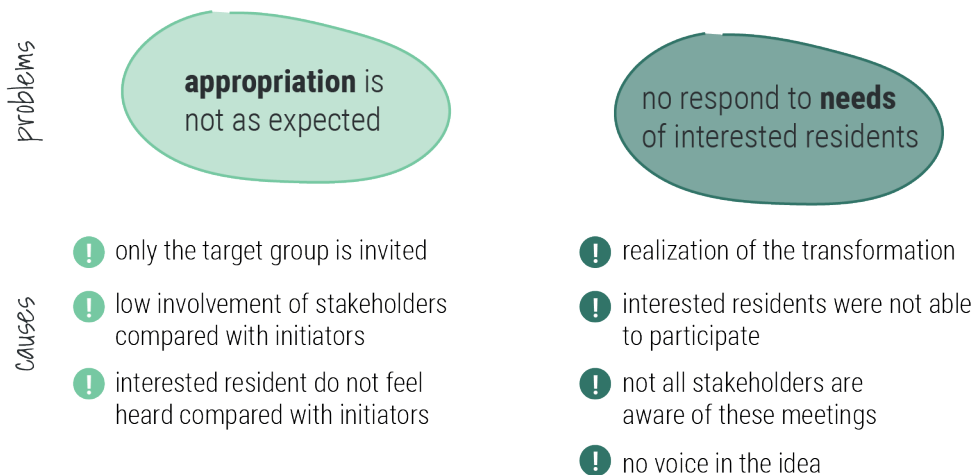 problems
appropriation is
not as expected
no respond to needs
of interested residents
causes
! only the target group is invited
! low involvement of stakeholders
compared with initiators
! interested resident do not feel
heard compared with initiators
! realization of the transformation
! interested residents were not able
to participate
! not all stakeholders are
aware of these meetings
! no voice in the idea